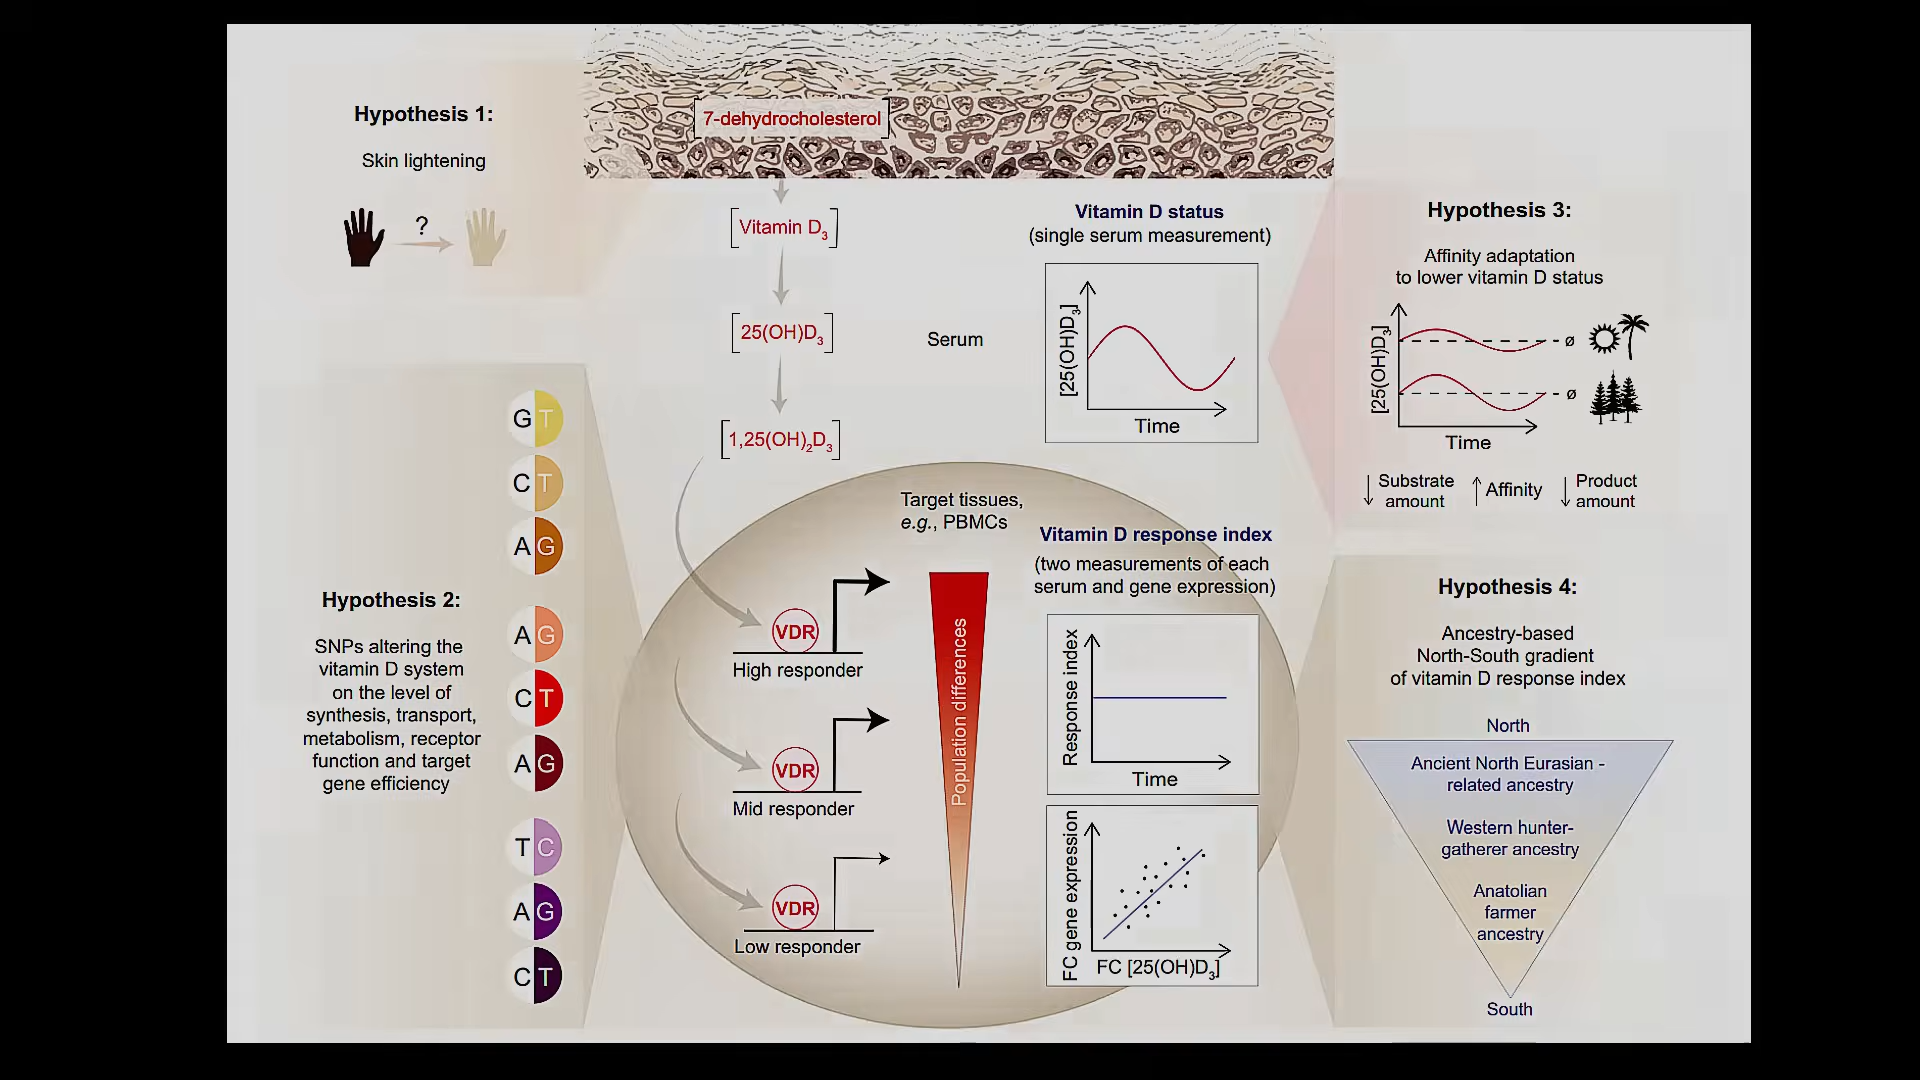 Hypothesis 1:
Skin lightening
?
7-dehydrocholesterol
[Vitamin D₃]
[25(OH)D₃]
[1,25(OH)₂D₃]
Serum
Vitamin D status
(single serum measurement)
[25(OH)D₃]
Time
Hypothesis 3:
Affinity adaptation
to lower vitamin D status
[25(OH)D₃]
ø
ø
Time
↓ Substrate amount
↑ Affinity
↓ Product amount
Hypothesis 2:
SNPs altering the
vitamin D system
on the level of
synthesis, transport,
metabolism, receptor
function and target
gene efficiency
G T
C T
A G
A G
C T
A G
T C
A G
C T
Target tissues,
e.g., PBMCs
VDR
High responder
VDR
Mid responder
VDR
Low responder
Population differences
Vitamin D response index
(two measurements of each
serum and gene expression)
Response index
Time
FC gene expression
FC [25(OH)D₃]
Hypothesis 4:
Ancestry-based
North-South gradient
of vitamin D response index
North
Ancient North Eurasian -
related ancestry
Western hunter-
gatherer ancestry
Anatolian
farmer
ancestry
South